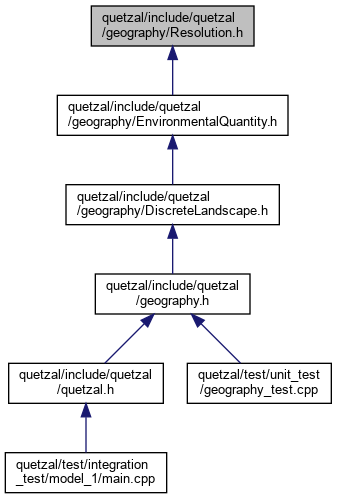 quetzal/include/quetzal
/geography/Resolution.h
quetzal/include/quetzal
/geography/EnvironmentalQuantity.h
quetzal/include/quetzal
/geography/DiscreteLandscape.h
quetzal/include/quetzal
/geography.h
quetzal/include/quetzal
/quetzal.h
quetzal/test/unit_test
/geography_test.cpp
quetzal/test/integration
_test/model_1/main.cpp